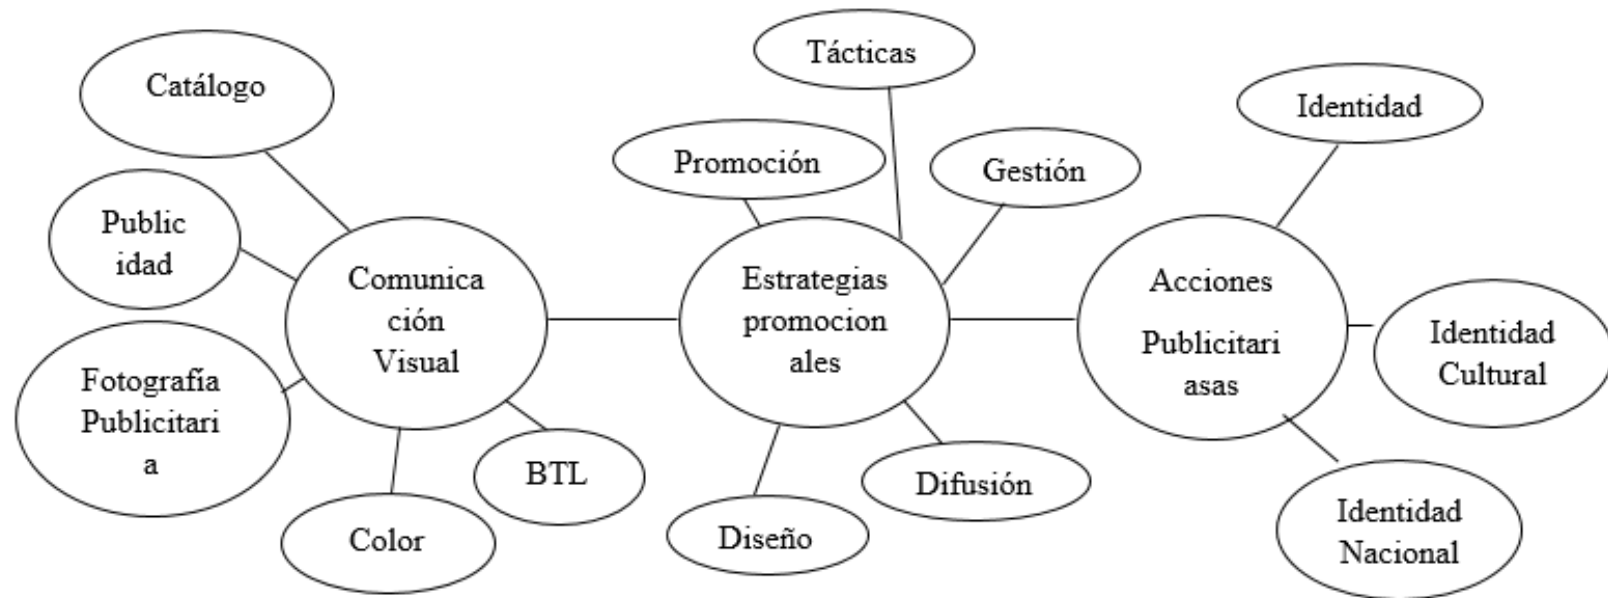 Catálogo
Public
idad
Fotografía
Publicitari
a
Comunica
ción
Visual
Color
BTL
Tácticas
Promoción
Gestión
Estrategias
promocion
ales
Diseño
Difusión
Identidad
Acciones
Publicitari
asas
Identidad
Cultural
Identidad
Nacional